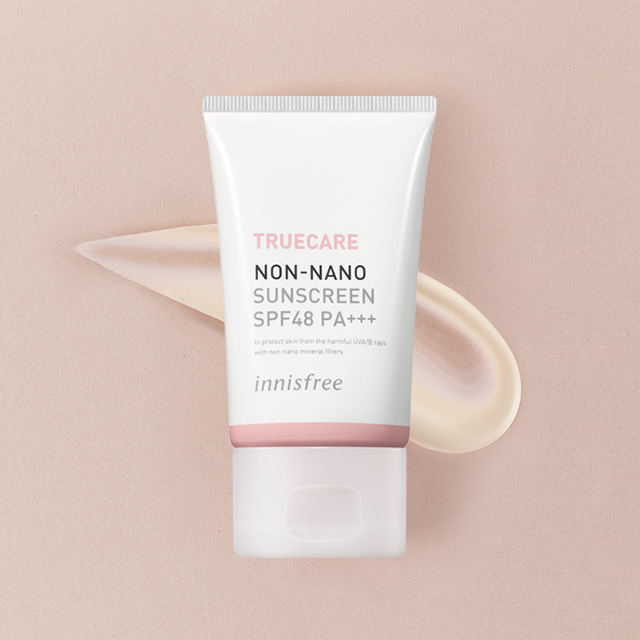 TRUECARE
NON-NANO
SUNSCREEN
SPF48 PA+++
to protect skin from the harmful UVA/B rays
with non-nano mineral filters
innisfree